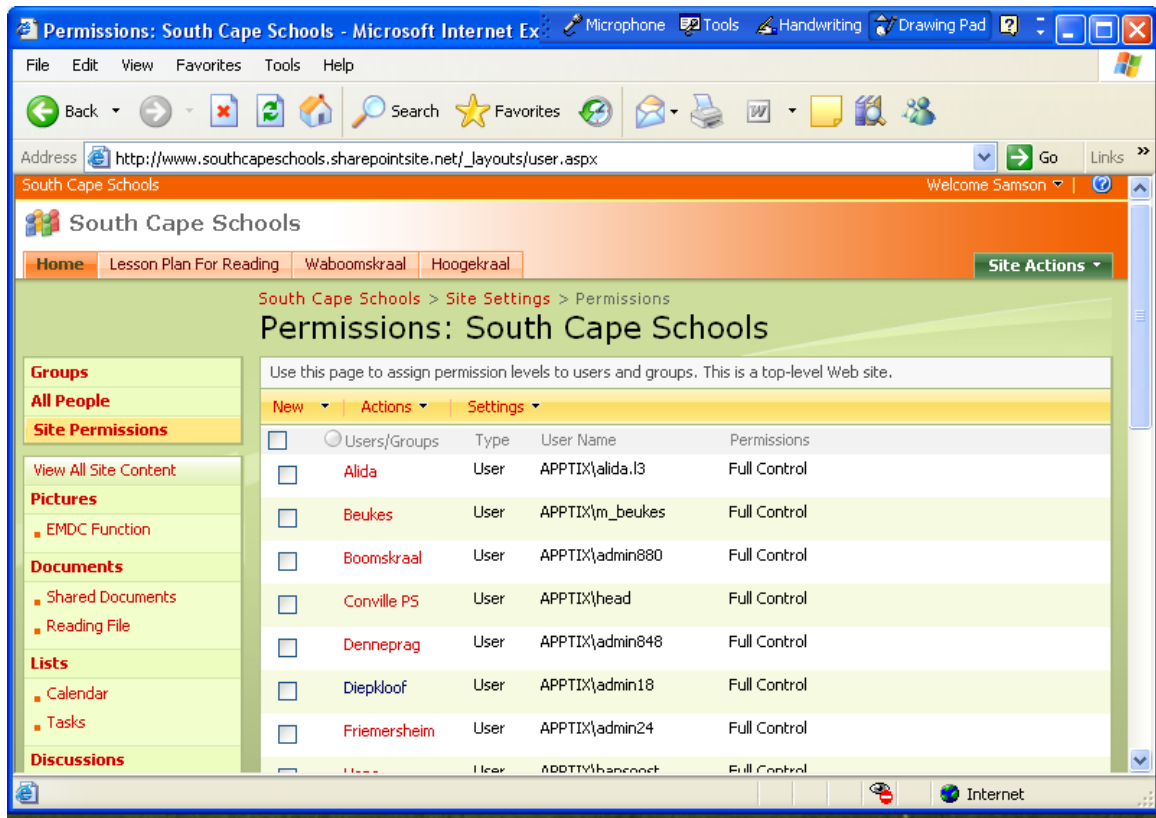 Permissions: South Cape Schools - Microsoft Internet Ex
Microphone Tools Handwriting Drawing Pad
File Edit View Favorites Tools Help
Back Search Favorites
Address http://www.southcapeschools.sharepointsite.net/_layouts/user.aspx Go Links »
South Cape Schools Welcome Samson
South Cape Schools
Home Lesson Plan For Reading Waboomskraal Hoogekraal Site Actions
South Cape Schools > Site Settings > Permissions
Permissions: South Cape Schools
Groups
All People
Site Permissions
View All Site Content
Pictures
EMDC Function
Documents
Shared Documents
Reading File
Lists
Calendar
Tasks
Discussions
Use this page to assign permission levels to users and groups. This is a top-level Web site.
New Actions Settings
Users/Groups Type User Name Permissions
Alida User APPTIX\alida.l3 Full Control
Beukes User APPTIX\m_beukes Full Control
Boomskraal User APPTIX\admin880 Full Control
Conville PS User APPTIX\head Full Control
Denneprag User APPTIX\admin848 Full Control
Diepkloof User APPTIX\admin18 Full Control
Friemersheim User APPTIX\admin24 Full Control
User Full Control
Internet